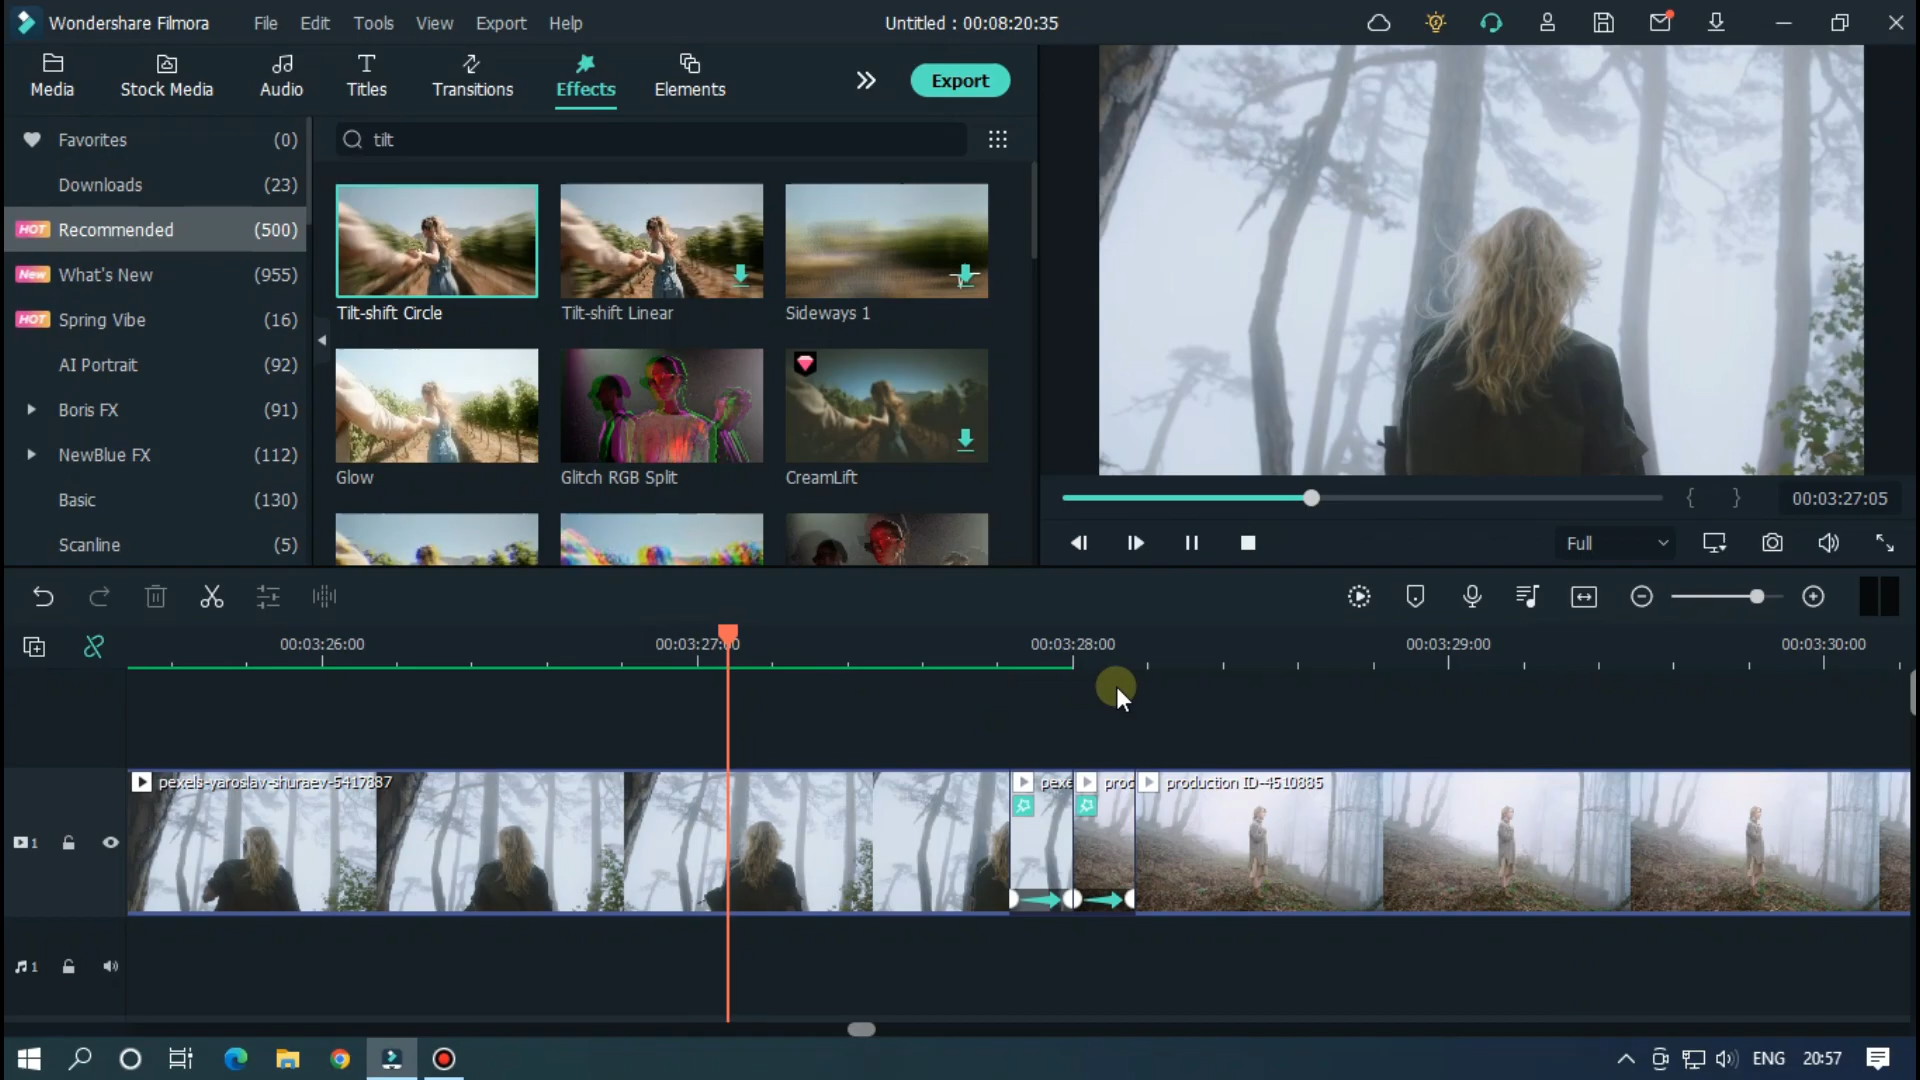 Wondershare Filmora
File Edit Tools View Export Help
Untitled : 00:08:20:35
Media
Stock Media
Audio
Titles
Transitions
Effects
Elements
Export
Favorites (0)
Downloads (23)
HOT Recommended (500)
New What's New (955)
HOT Spring Vibe (16)
AI Portrait (92)
Boris FX (91)
NewBlue FX (112)
Basic (130)
Scanline (5)
tilt
Tilt-shift Circle
Tilt-shift Linear
Sideways 1
Glow
Glitch RGB Split
CreamLift
00:03:27:05
Full
00:03:26:00
00:03:27:00
00:03:28:00
00:03:29:00
00:03:30:00
pexels-yaroslav-shuraev-5417887
pexe
proc
production ID-4510885
1
1
ENG
20:57